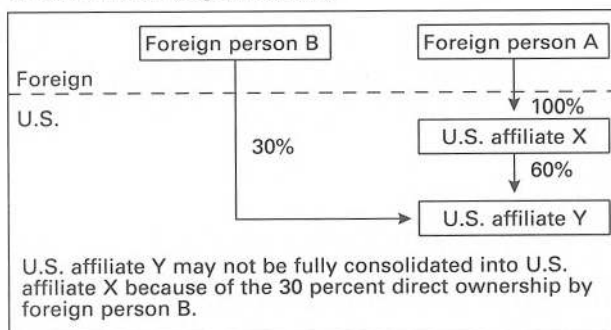 Foreign person B
Foreign person A
Foreign
U.S.
100%
U.S. affiliate X
30%
60%
U.S. affiliate Y
U.S. affiliate Y may not be fully consolidated into U.S.
affiliate X because of the 30 percent direct ownership by
foreign person B.